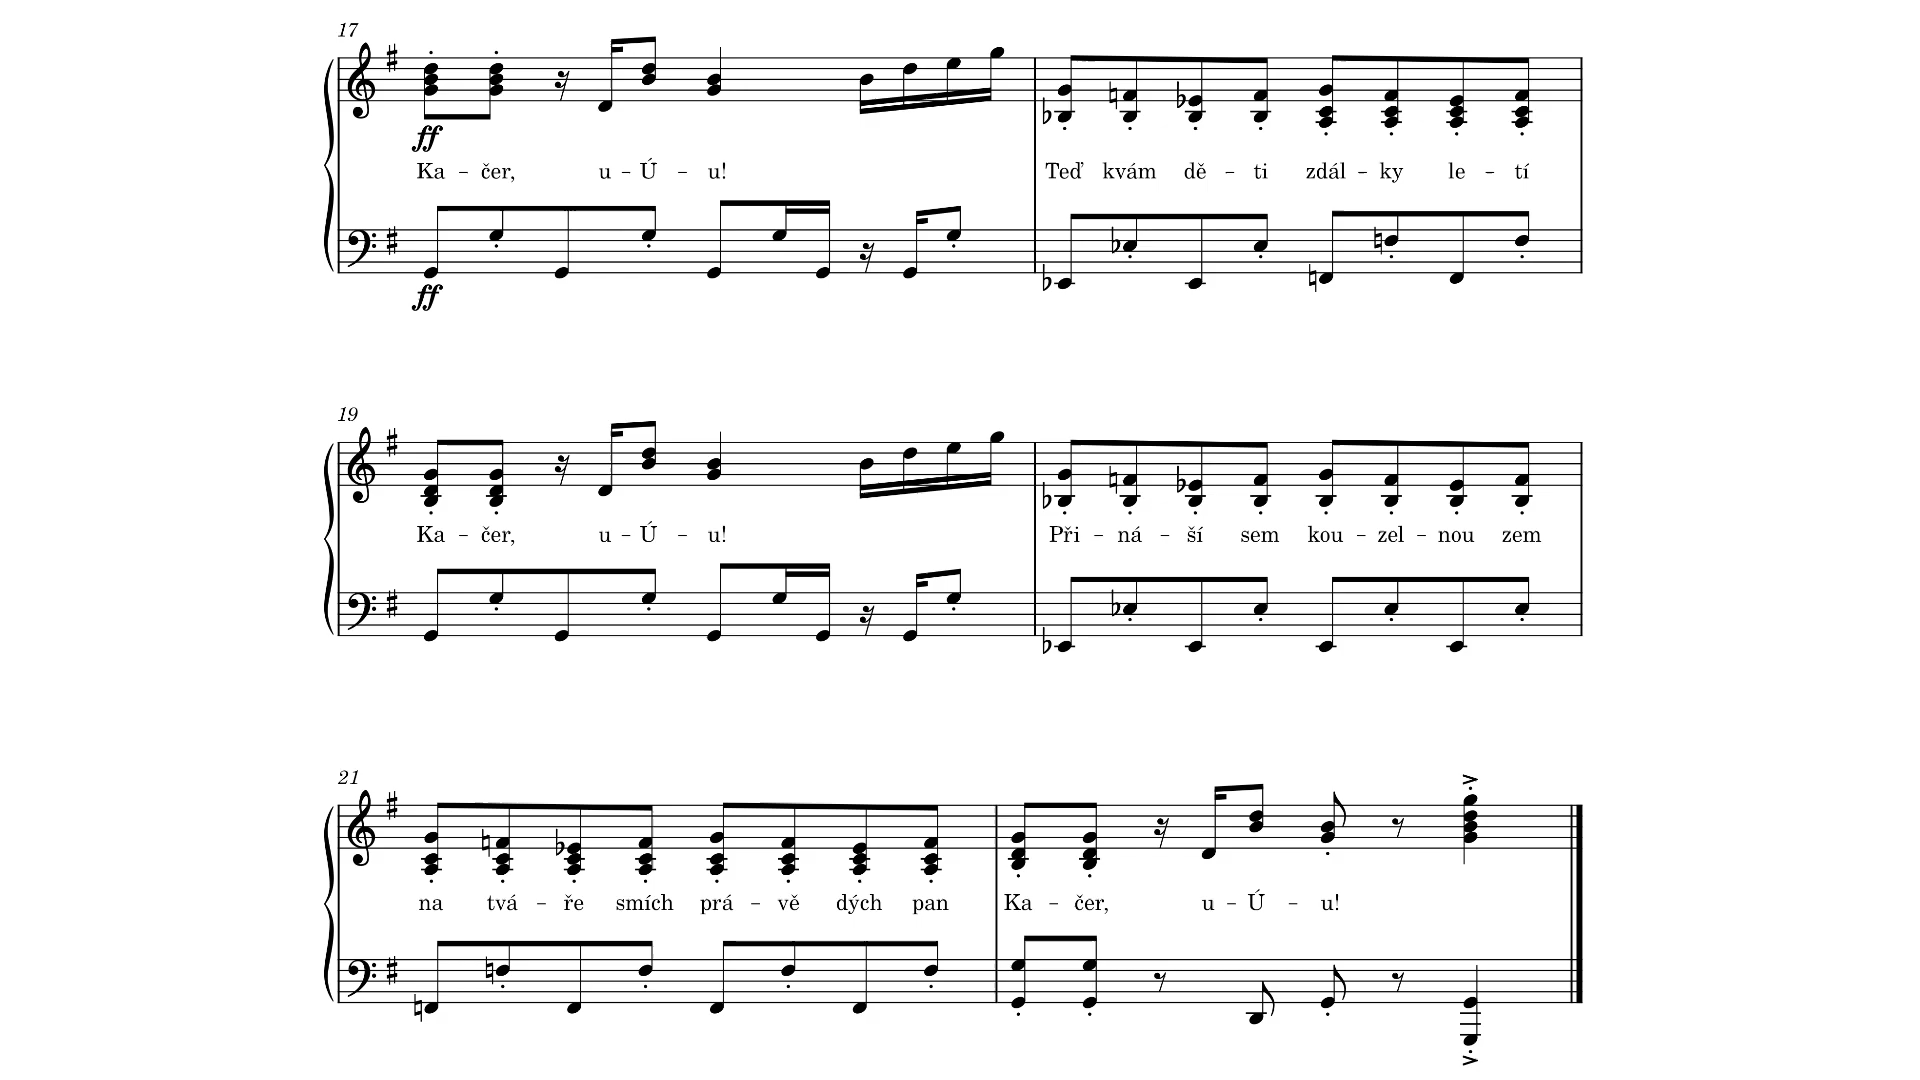 17
ff
Ka – čer, u – Ú – u! Teď kvám dě – ti zdál – ky le – tí
ff
19
Ka – čer, u – Ú – u! Při – ná – ší sem kou – zel – nou zem
21
na tvá – ře smích prá – vě dých pan Ka – čer, u – Ú – u!